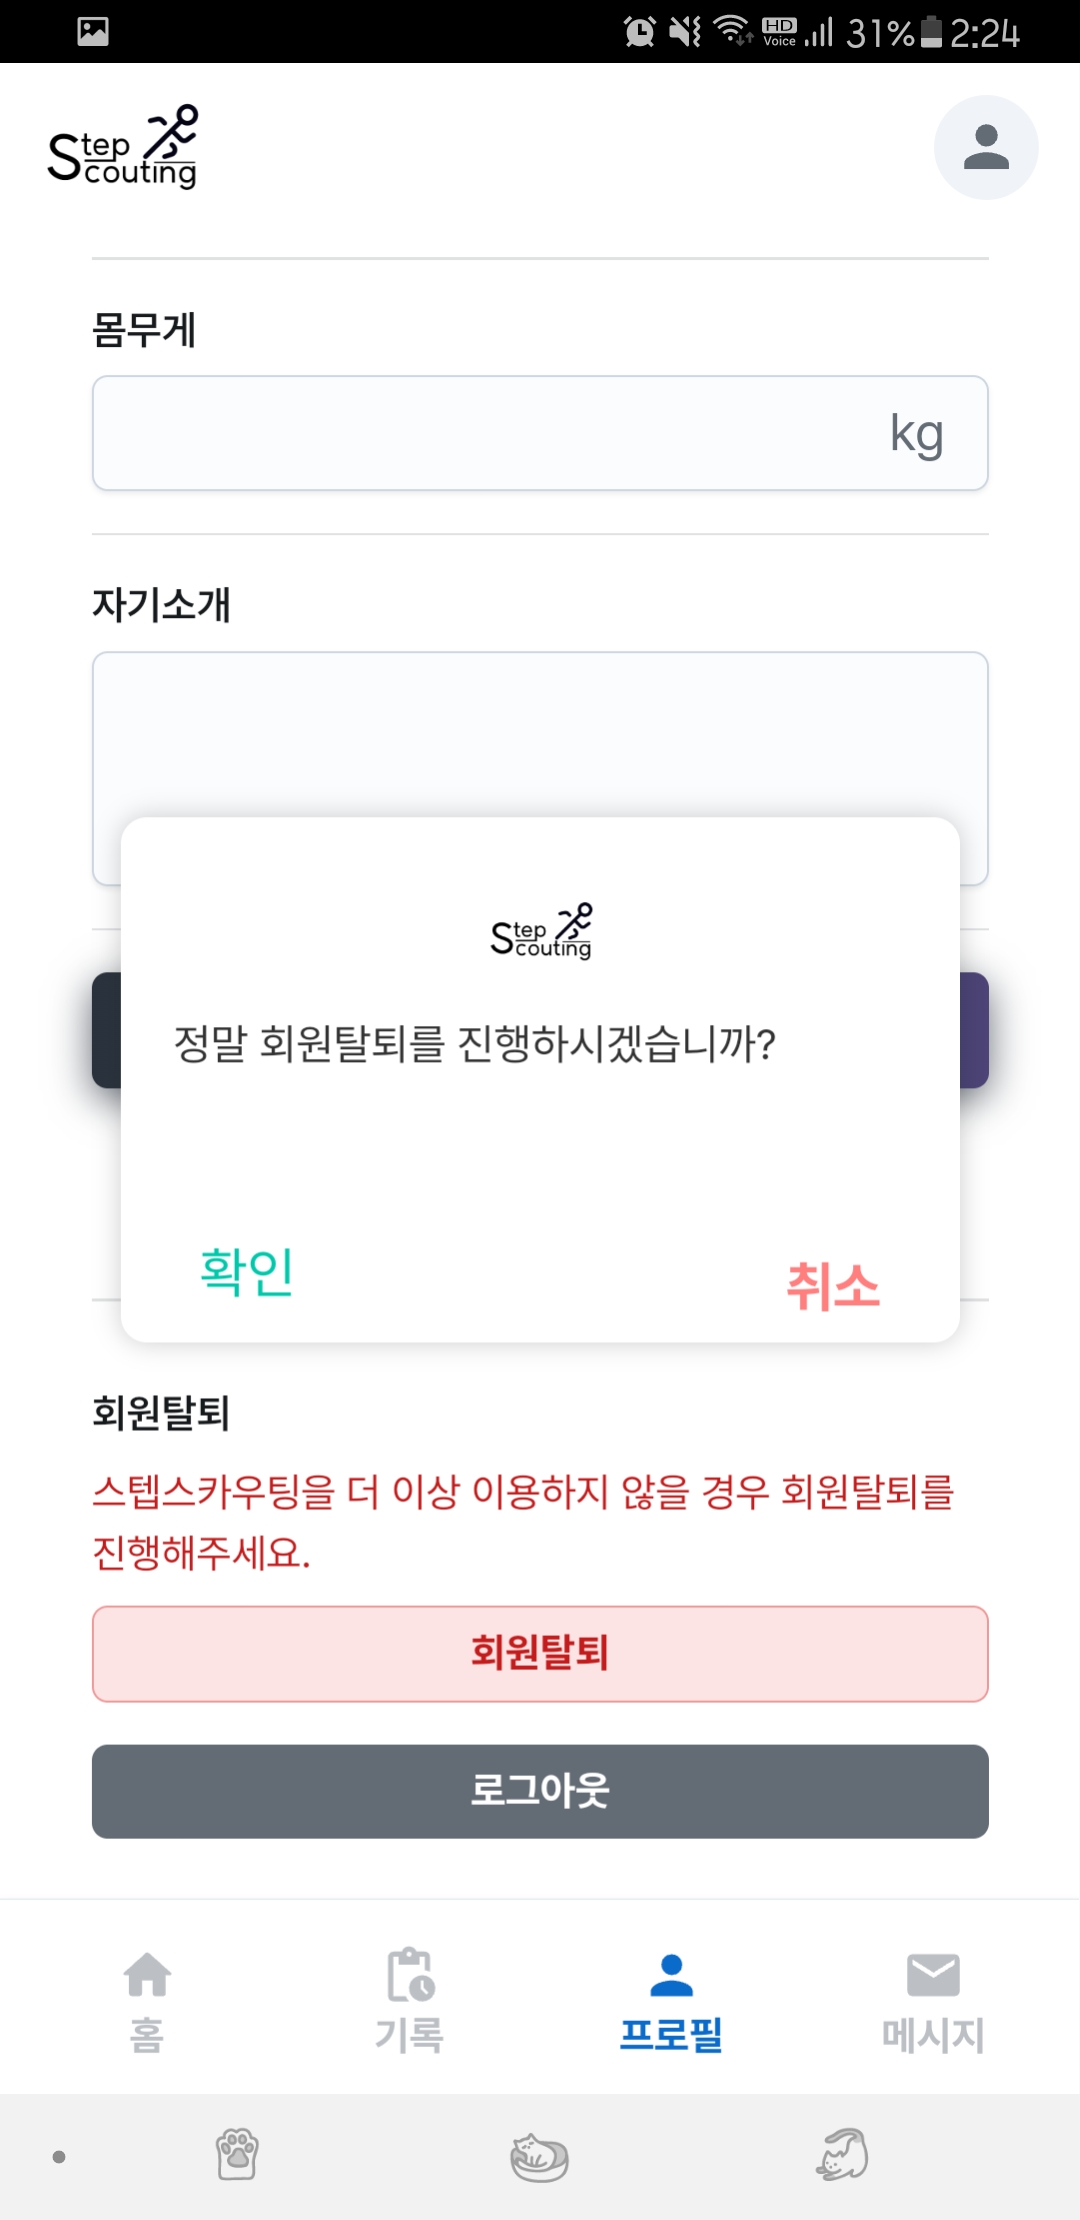 HD Voice 31% 2:24
Step
Scouting
몸무게
kg
자기소개
Step
Scouting
정말 회원탈퇴를 진행하시겠습니까?
확인 취소
회원탈퇴
스텝스카우팅을 더 이상 이용하지 않을 경우 회원탈퇴를
진행해주세요.
회원탈퇴
로그아웃
홈 기록 프로필 메시지